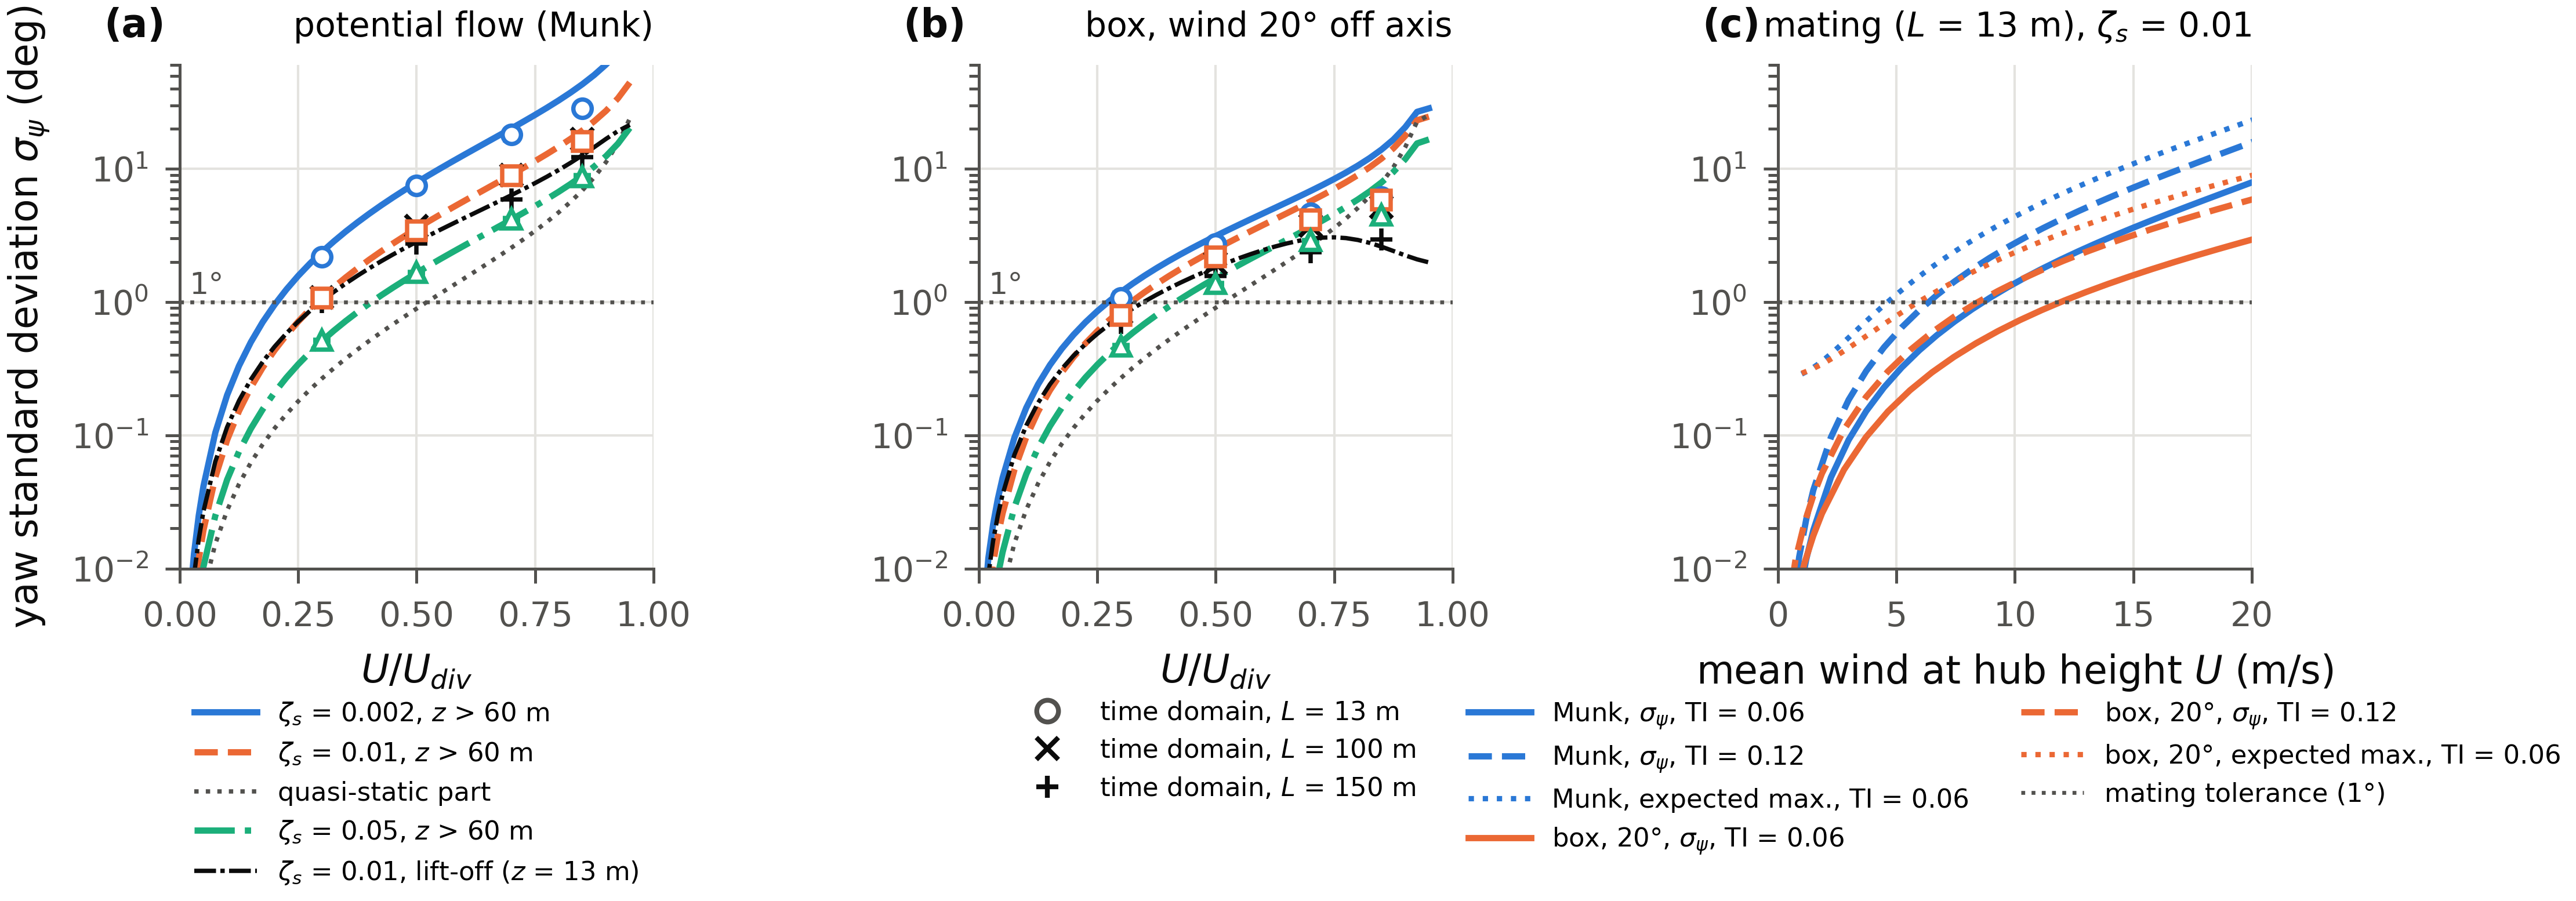 (a) potential flow (Munk)
(b) box, wind 20° off axis
(c) mating (L = 13 m), ζs = 0.01
yaw standard deviation σψ (deg)
10¹
10⁰
10⁻¹
10⁻²
1°
0.00 0.25 0.50 0.75 1.00
U/Udiv
10¹
10⁰
10⁻¹
10⁻²
1°
0.00 0.25 0.50 0.75 1.00
U/Udiv
10¹
10⁰
10⁻¹
10⁻²
0 5 10 15 20
mean wind at hub height U (m/s)
ζs = 0.002, z > 60 m
ζs = 0.01, z > 60 m
quasi-static part
ζs = 0.05, z > 60 m
ζs = 0.01, lift-off (z = 13 m)
time domain, L = 13 m
time domain, L = 100 m
time domain, L = 150 m
Munk, σψ, TI = 0.06
Munk, σψ, TI = 0.12
Munk, expected max., TI = 0.06
box, 20°, σψ, TI = 0.06
box, 20°, σψ, TI = 0.12
box, 20°, expected max., TI = 0.06
mating tolerance (1°)